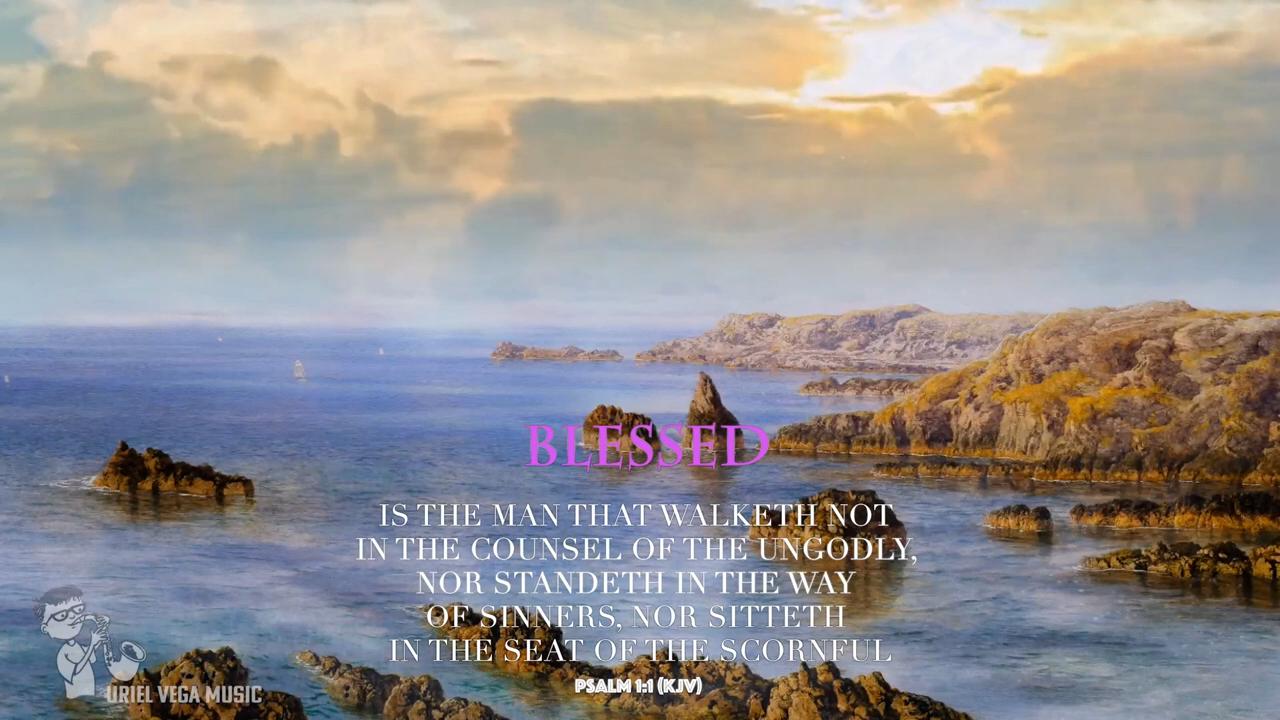 BLESSED
IS THE MAN THAT WALKETH NOT
IN THE COUNSEL OF THE UNGODLY,
NOR STANDETH IN THE WAY
OF SINNERS, NOR SITTETH
IN THE SEAT OF THE SCORNFUL
PSALM 1:1 (KJV)
URIEL VEGA MUSIC